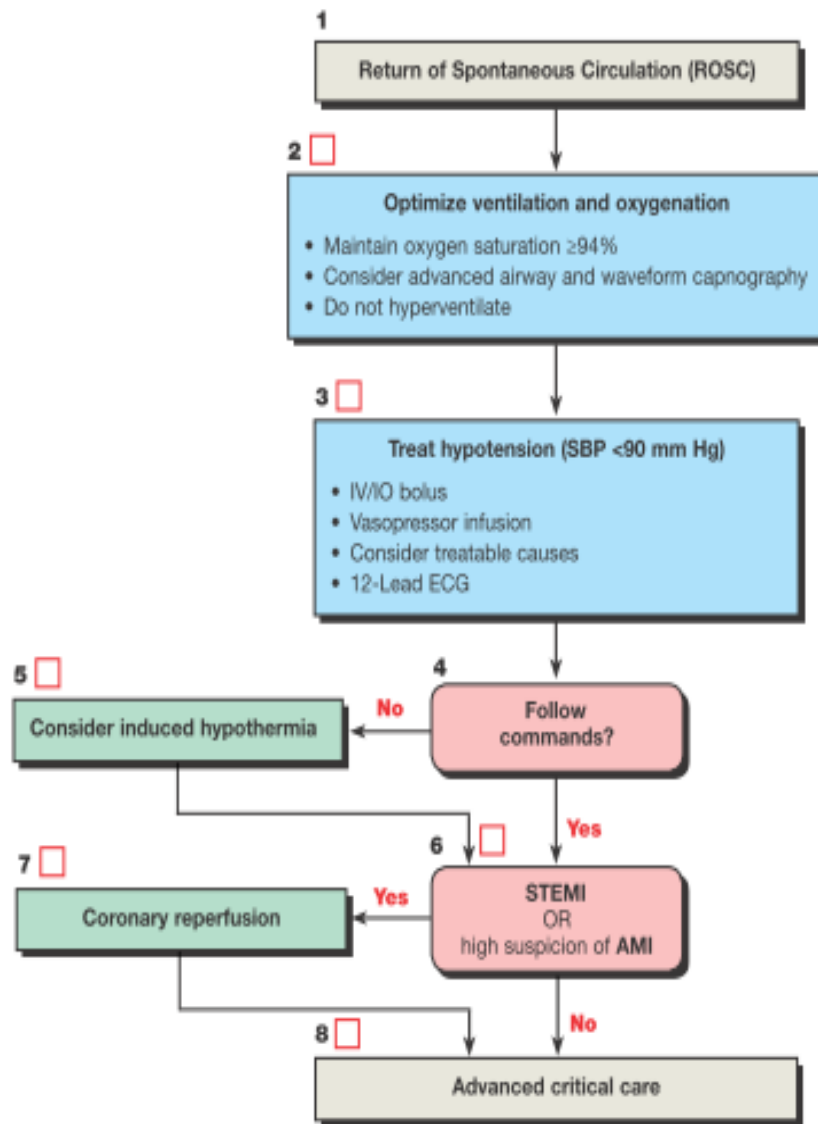 1
Return of Spontaneous Circulation (ROSC)
2
Optimize ventilation and oxygenation
• Maintain oxygen saturation ≥94%
• Consider advanced airway and waveform capnography
• Do not hyperventilate
3
Treat hypotension (SBP <90 mm Hg)
• IV/IO bolus
• Vasopressor infusion
• Consider treatable causes
• 12-Lead ECG
4
Follow
commands?
No
5
Consider induced hypothermia
Yes
6
STEMI
OR
high suspicion of AMI
Yes
7
Coronary reperfusion
No
8
Advanced critical care